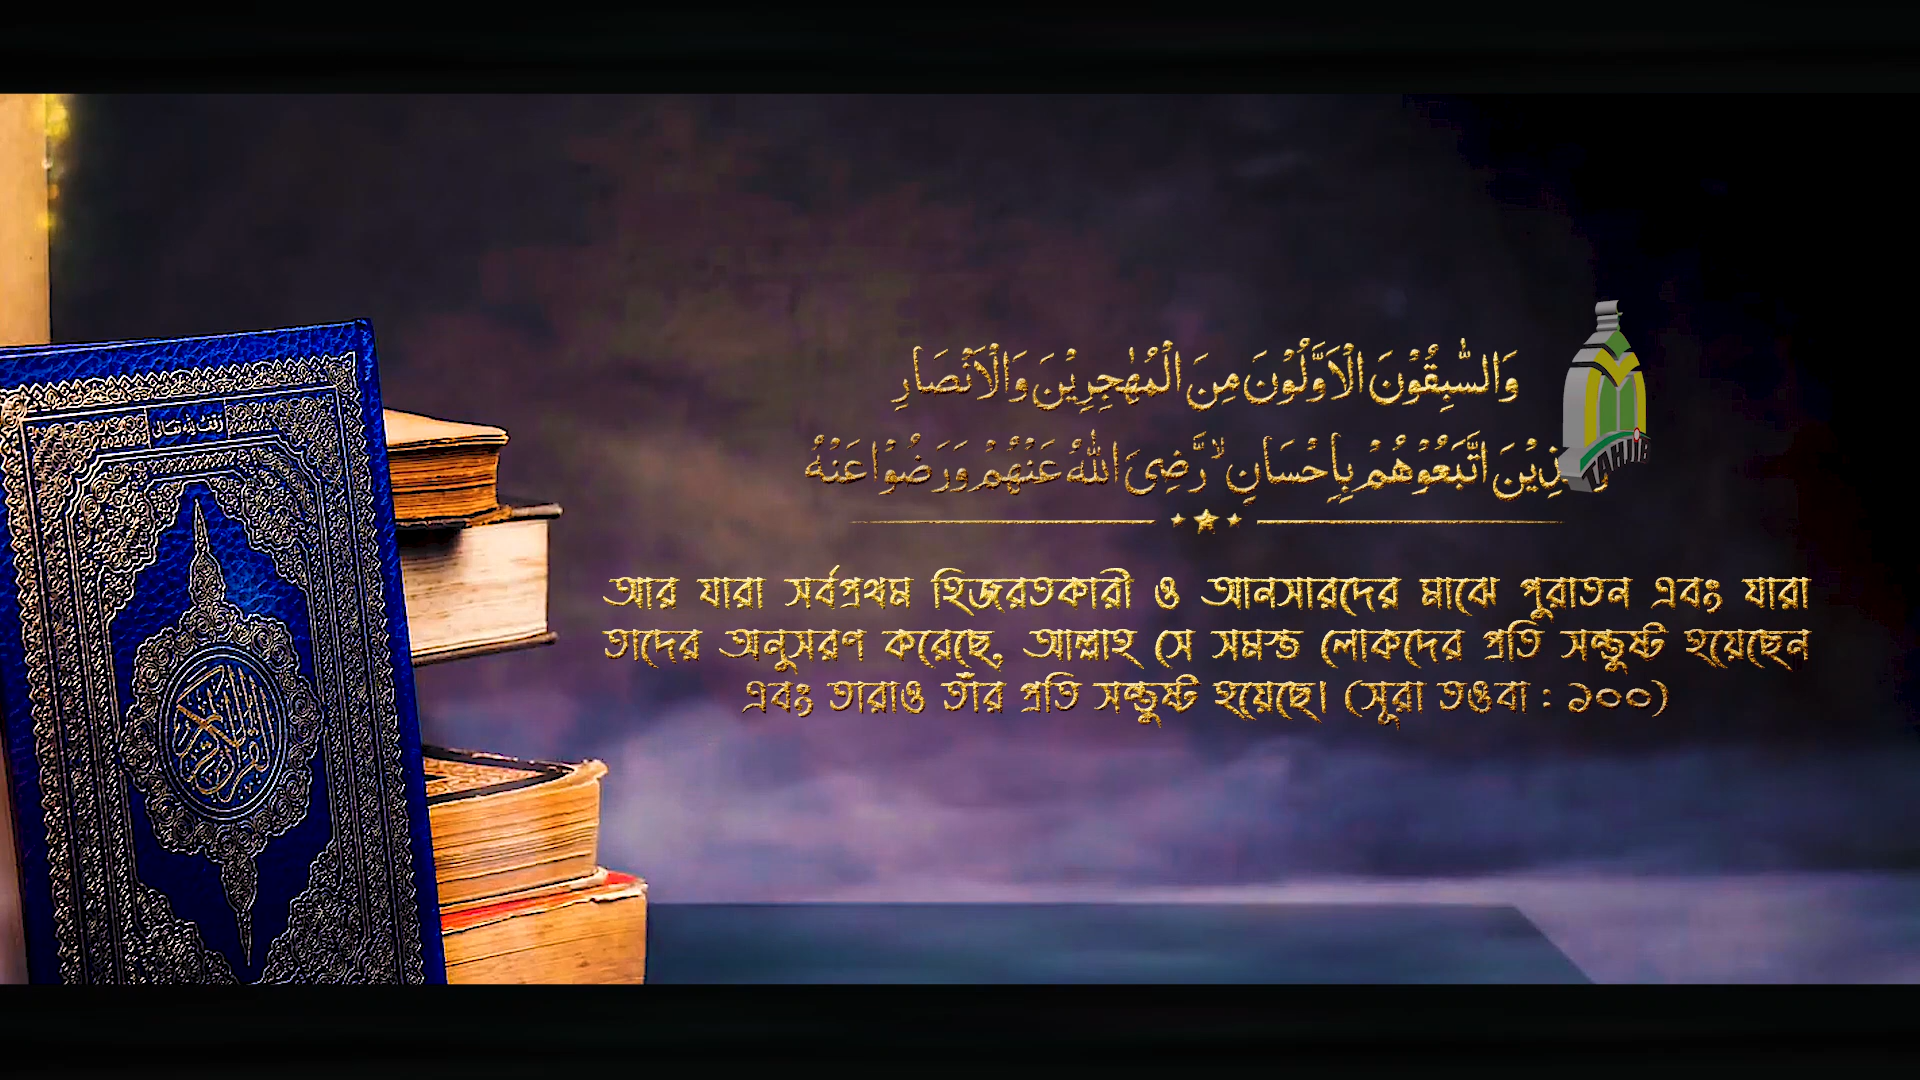 وَالسّٰبِقُوْنَ الْاَوَّلُوْنَ مِنَ الْمُهٰجِرِيْنَ وَالْاَنْصَارِ
اتَّبَعُوْهُمْ بِاِحْسَانٍ ۙ رَّضِىَ اللّٰهُ عَنْهُمْ وَرَضُوْا عَنْهُ
আর যারা সর্বপ্রথম হিজরতকারী ও আনসারদের মাঝে পুরাতন এবং যারা
তাদের অনুসরণ করেছে, আল্লাহ সে সমস্ত লোকদের প্রতি সন্তুষ্ট হয়েছেন
এবং তারাও তাঁর প্রতি সন্তুষ্ট হয়েছে। (সূরা তওবা : ১০০)